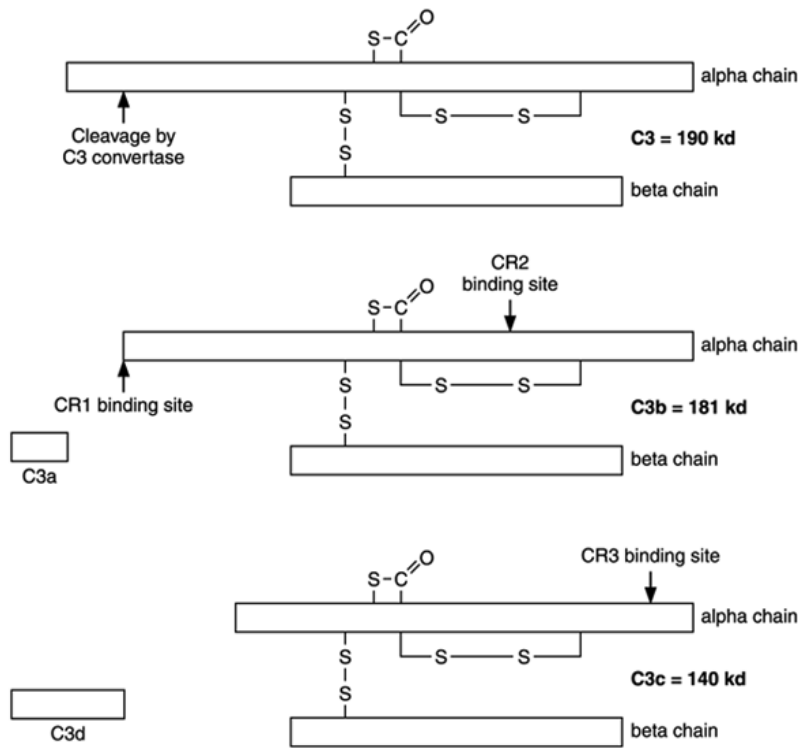 S-C=O
alpha chain
Cleavage by
C3 convertase
S
S
S
S
C3 = 190 kd
beta chain
CR2
binding site
S-C=O
alpha chain
CR1 binding site
S
S
S
S
C3b = 181 kd
C3a
beta chain
CR3 binding site
S-C=O
alpha chain
S
S
S
S
C3c = 140 kd
C3d
beta chain